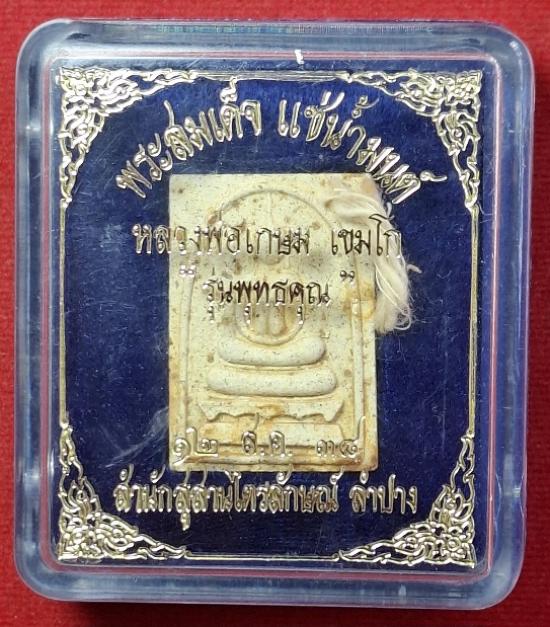 พระสมเด็จ แช่น้ำมนต์
หลวงพ่อเกษม เขมโก
"รุ่นพุทธคุณ"
๑๒ ส.ค. ๓๘
สำนักสุสานไตรลักษณ์ ลำปาง